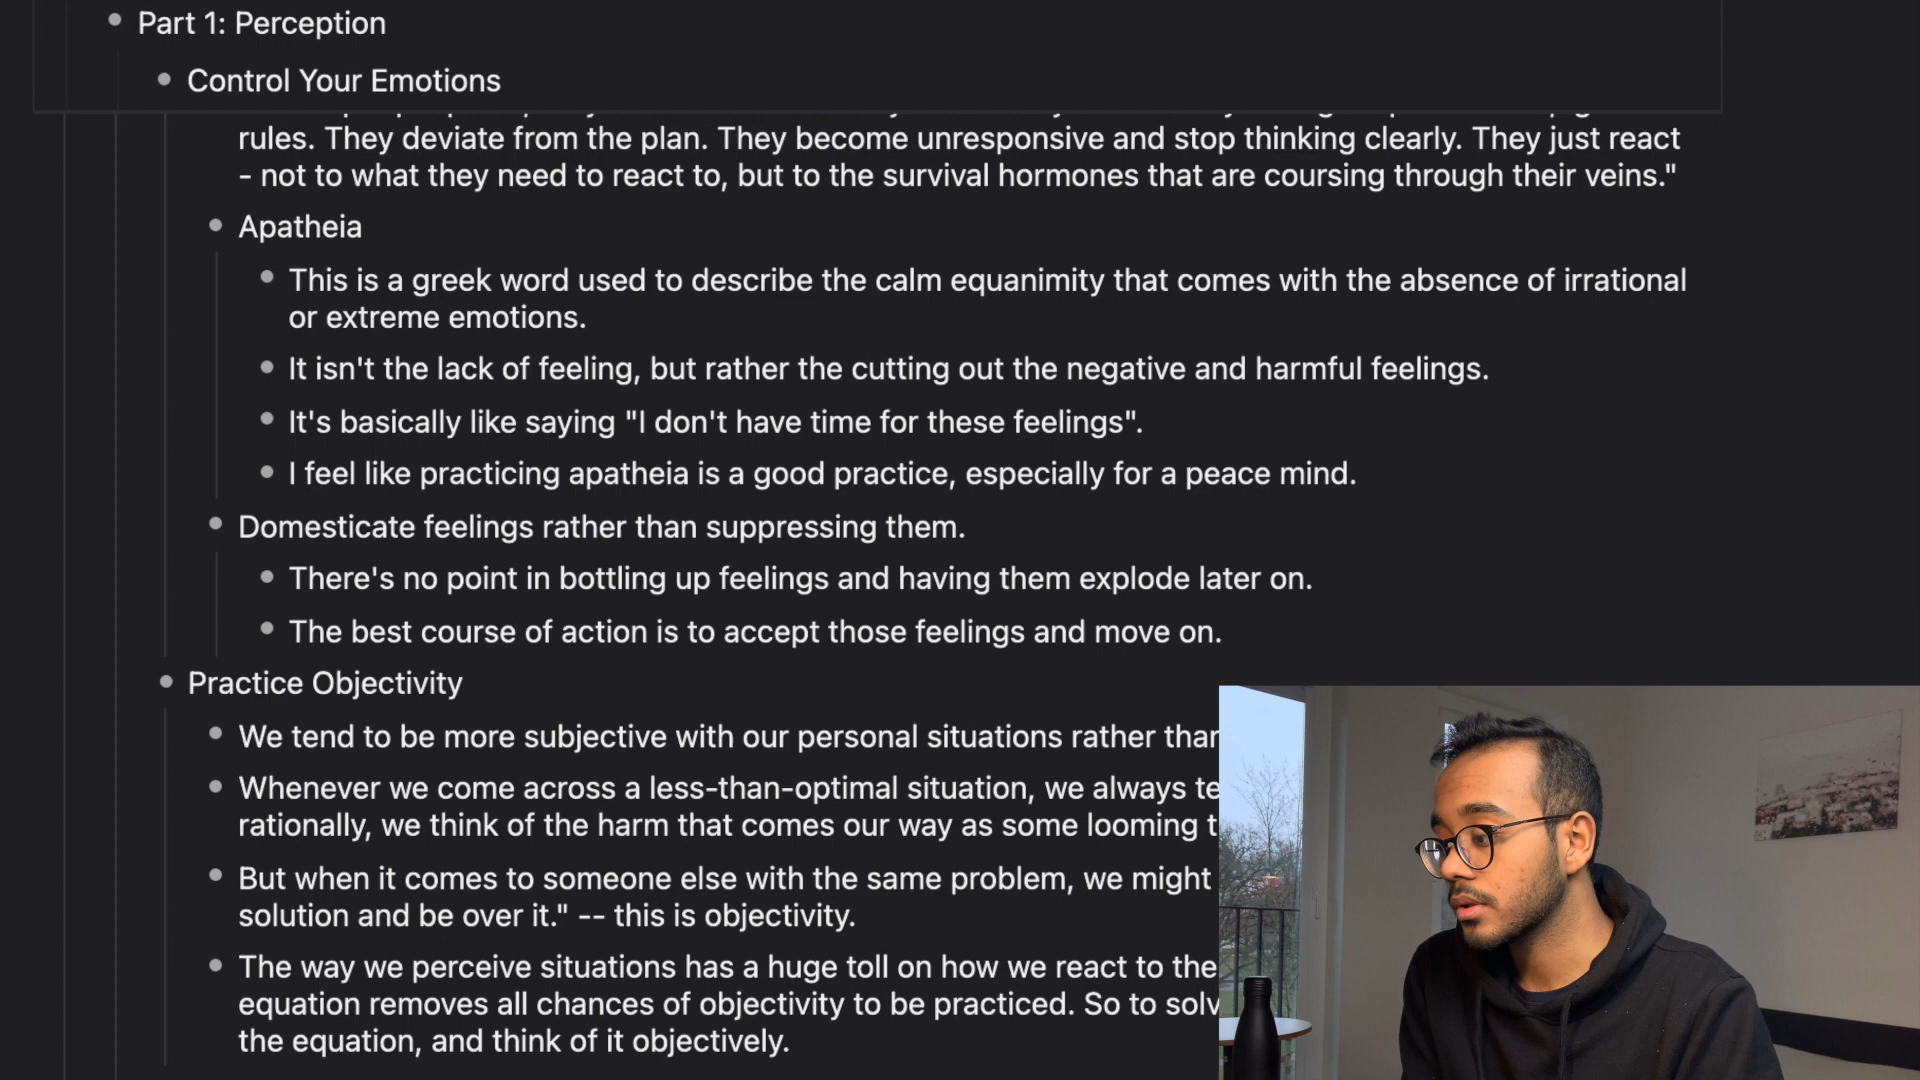 Part 1: Perception
Control Your Emotions
rules. They deviate from the plan. They become unresponsive and stop thinking clearly. They just react
- not to what they need to react to, but to the survival hormones that are coursing through their veins."
Apatheia
This is a greek word used to describe the calm equanimity that comes with the absence of irrational
or extreme emotions.
It isn't the lack of feeling, but rather the cutting out the negative and harmful feelings.
It's basically like saying "I don't have time for these feelings".
I feel like practicing apatheia is a good practice, especially for a peace mind.
Domesticate feelings rather than suppressing them.
There's no point in bottling up feelings and having them explode later on.
The best course of action is to accept those feelings and move on.
Practice Objectivity
We tend to be more subjective with our personal situations rather than
Whenever we come across a less-than-optimal situation, we always
rationally, we think of the harm that comes our way as some looming
But when it comes to someone else with the same problem, we might
solution and be over it." -- this is objectivity.
The way we perceive situations has a huge toll on how we react to
equation removes all chances of objectivity to be practiced. So to
the equation, and think of it objectively.